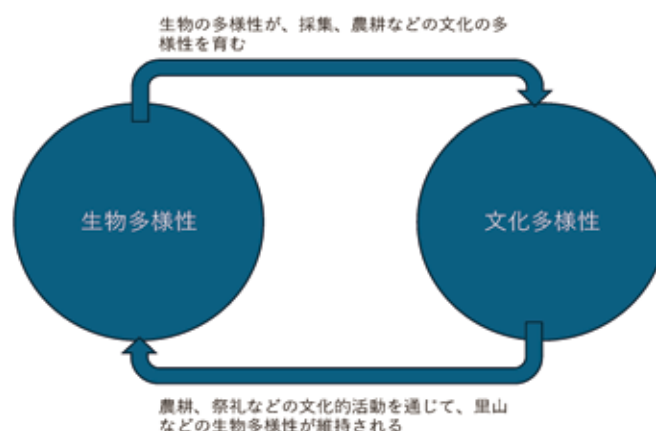 生物の多様性が、採集、農耕などの文化の多
様性を育む
生物多様性
文化多様性
農耕、祭礼などの文化的活動を通じて、里山
などの生物多様性が維持される